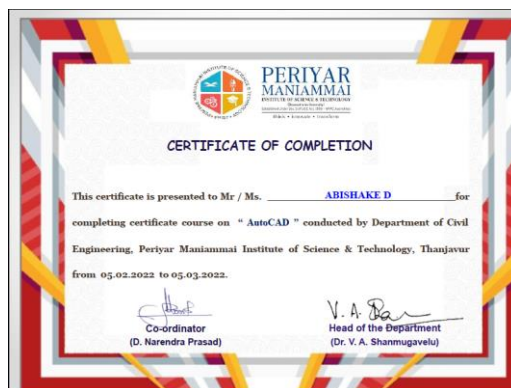 PERIYAR
MANIAMMAI
INSTITUTE OF SCIENCE & TECHNOLOGY
CERTIFICATE OF COMPLETION
This certificate is presented to Mr / Ms. ABISHAKE D for
completing certificate course on “ AutoCAD ” conducted by Department of Civil
Engineering, Periyar Maniammai Institute of Science & Technology, Thanjavur
from 05.02.2022 to 05.03.2022.
V. A.
Co-ordinator
(D. Narendra Prasad)
Head of the Department
(Dr. V. A. Shanmugavelu)